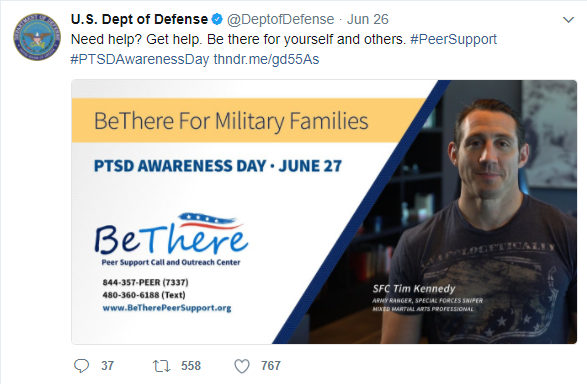 U.S. Dept of Defense @DeptofDefense · Jun 26
Need help? Get help. Be there for yourself and others. #PeerSupport
#PTSDAwarenessDay thndr.me/gd55As
BeThere For Military Families
PTSD AWARENESS DAY · JUNE 27
BeThere
Peer Support Call and Outreach Center
844-357-PEER (7337)
480-360-6188 (Text)
www.BeTherePeerSupport.org
SFC Tim Kennedy
ARMY RANGER, SPECIAL FORCES SNIPER
MIXED MARTIAL ARTS PROFESSIONAL
37 558 767